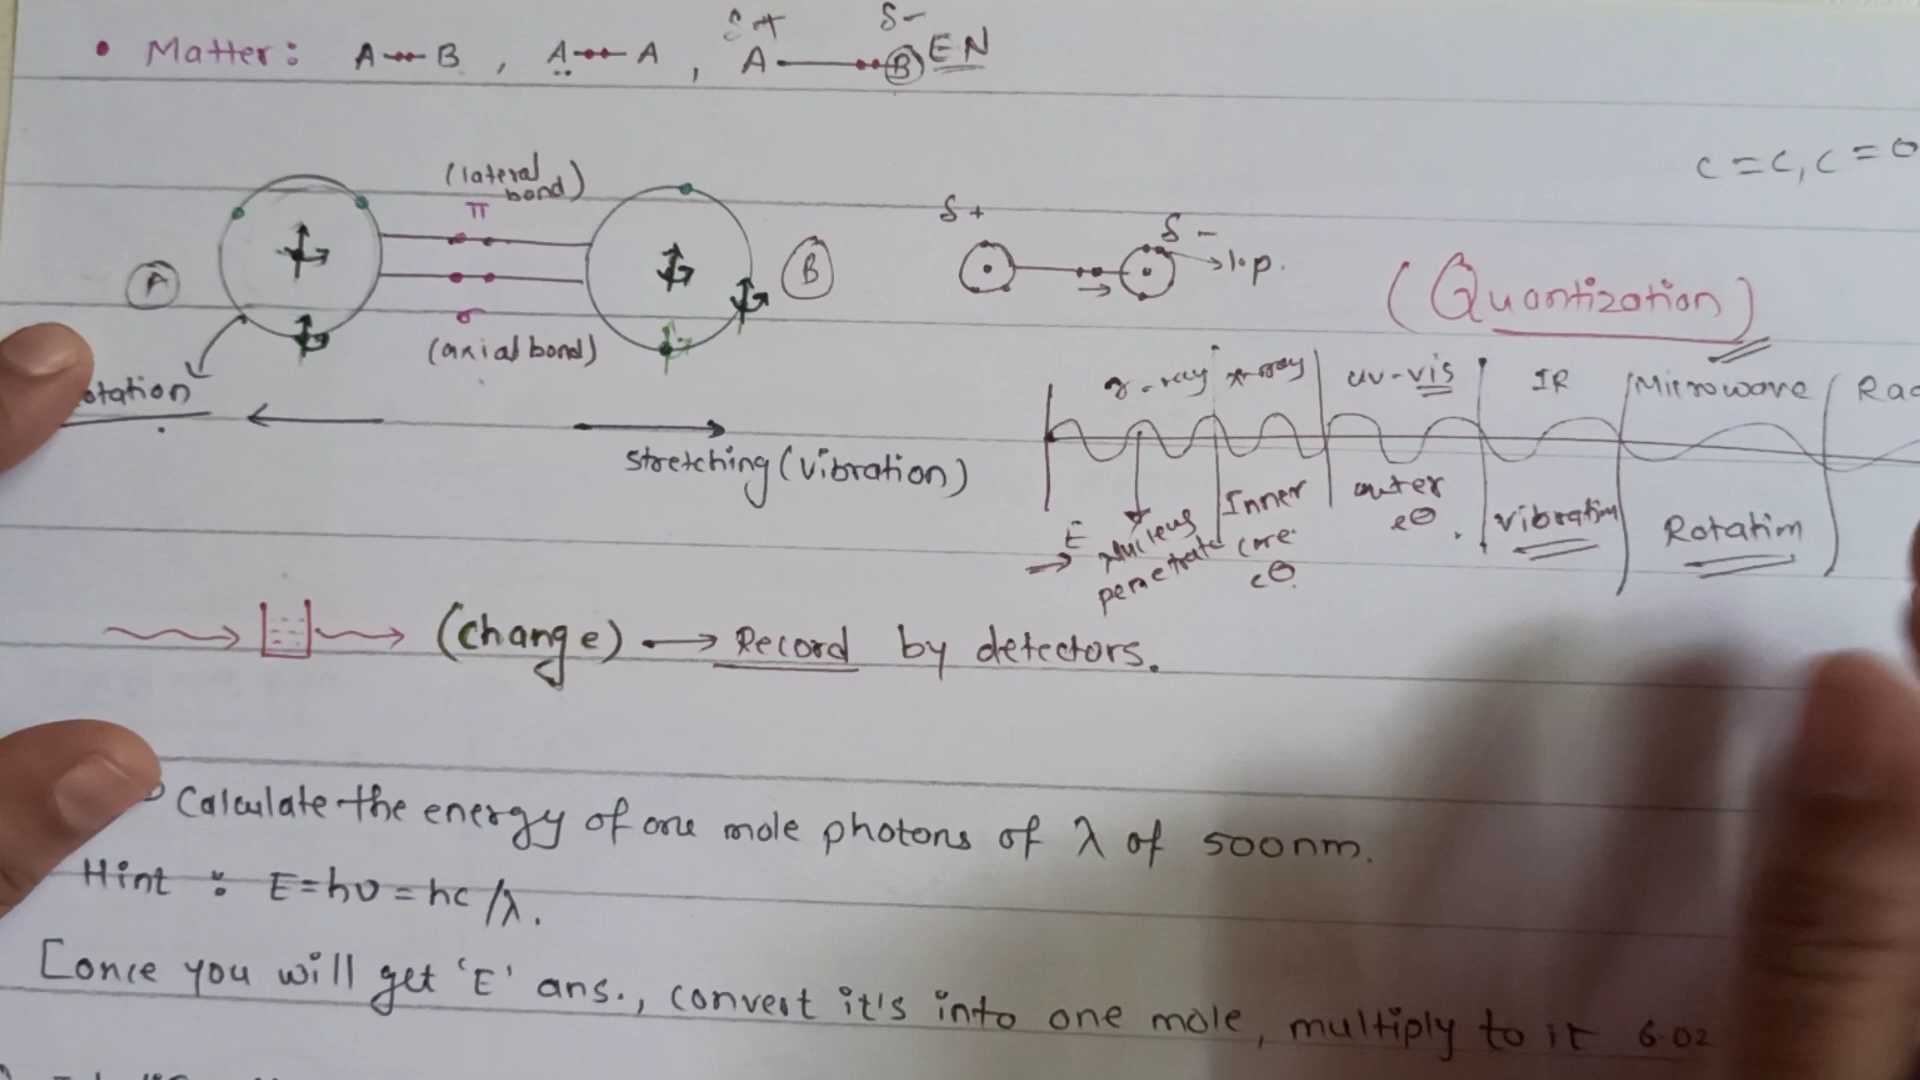 • Matter: A B , A A , A B EN
δ+ δ-
C=C, C=O
(lateral bond)
π
A B
σ
(axial bond)
otation
stretching (vibration)
δ+ δ-
l.p.
(Quantization)
γ-ray x-ray uv-vis IR Microwave Rad
E Nucleus penetrate Inner core e⊖ outer e⊖. vibration Rotation
(change) → Record by detectors.
Calculate the energy of one mole photons of λ of 500nm.
Hint : E=hυ=hc/λ.
[once you will get 'E' ans., convert it's into one mole, multiply to it 6.02